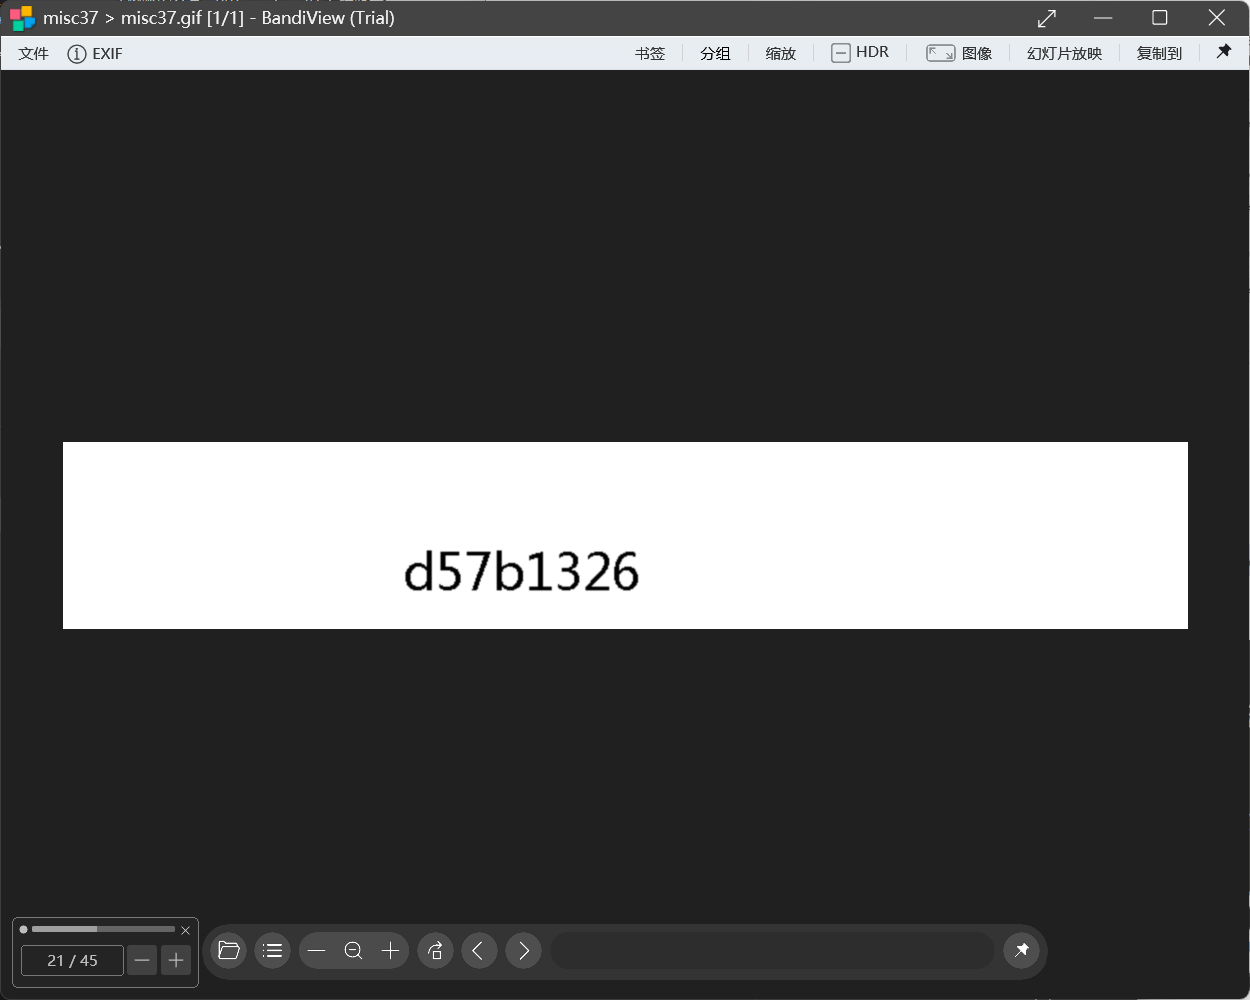 misc37 > misc37.gif [1/1] - BandiView (Trial)
文件 EXIF 书签 分组 缩放 HDR 图像 幻灯片放映 复制到
d57b1326
21 / 45